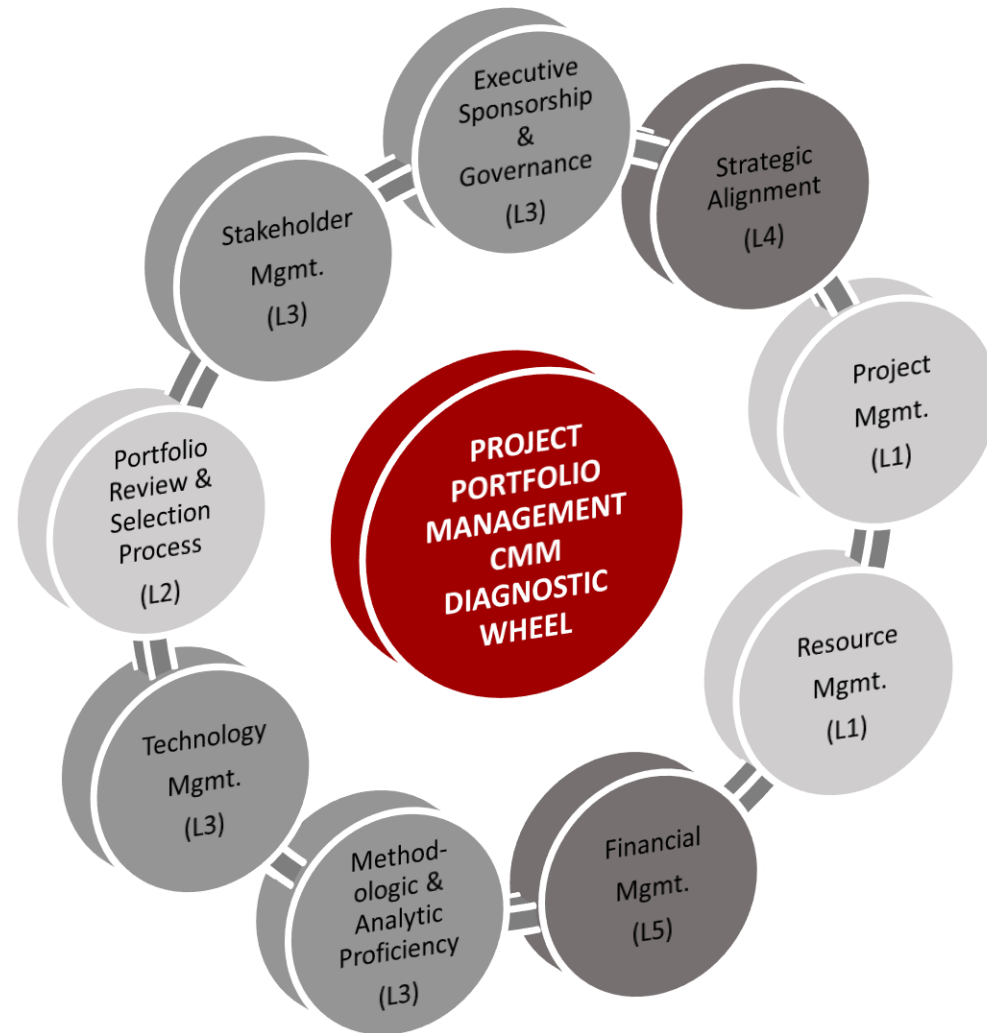 PROJECT
PORTFOLIO
MANAGEMENT
CMM
DIAGNOSTIC
WHEEL
Executive
Sponsorship
&
Governance
(L3)
Strategic
Alignment
(L4)
Project
Mgmt.
(L1)
Resource
Mgmt.
(L1)
Financial
Mgmt.
(L5)
Method-
ologic &
Analytic
Proficiency
(L3)
Technology
Mgmt.
(L3)
Portfolio
Review &
Selection
Process
(L2)
Stakeholder
Mgmt.
(L3)